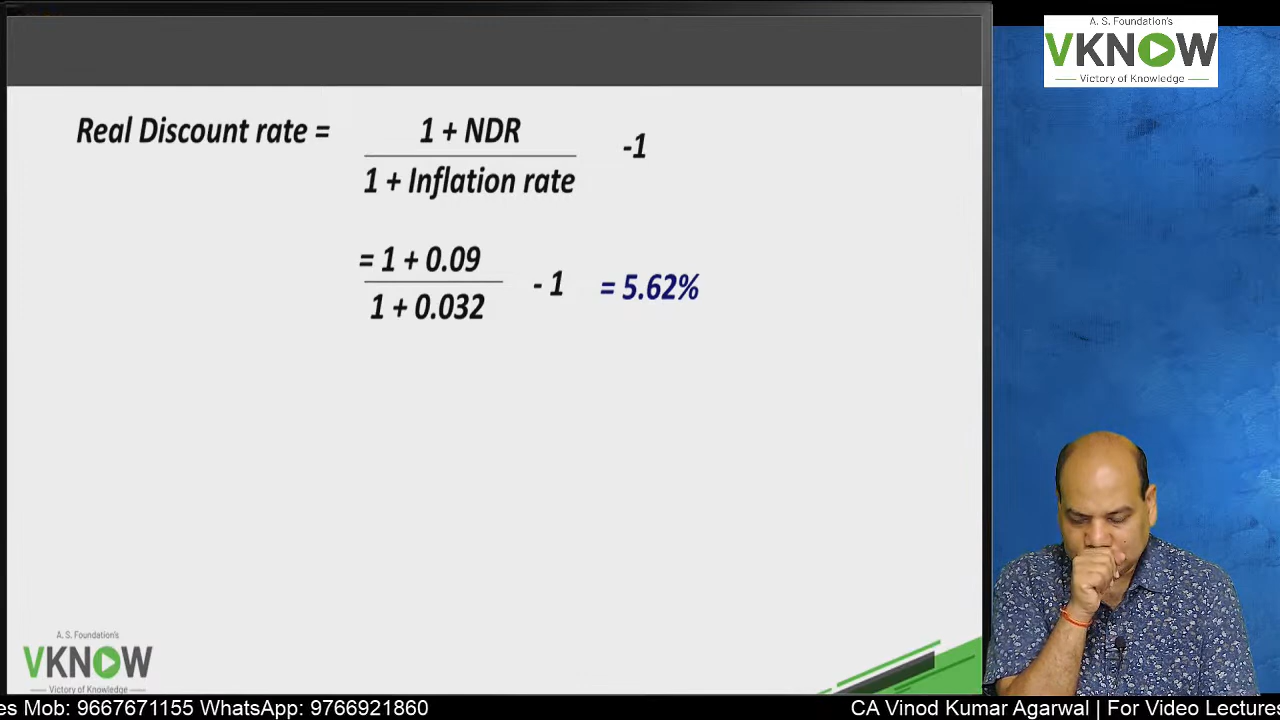 A. S. Foundation's
VKNOW
Victory of Knowledge
Real Discount rate =
1 + NDR
1 + Inflation rate
-1
= 1 + 0.09
1 + 0.032
- 1
= 5.62%
A. S. Foundation's
VKNOW
Victory of Knowledge
es Mob: 9667671155 WhatsApp: 9766921860
CA Vinod Kumar Agarwal | For Video Lectures